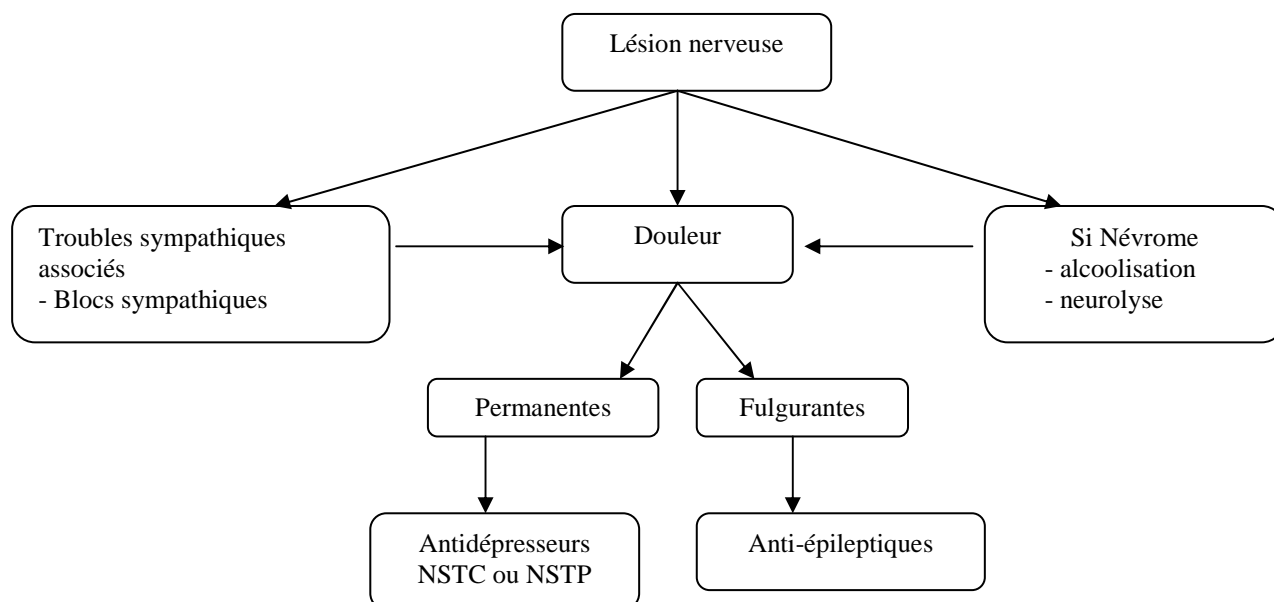 Lésion nerveuse
Troubles sympathiques
associés
- Blocs sympathiques
Douleur
Si Névrome
- alcoolisation
- neurolyse
Permanentes
Fulgurantes
Antidépresseurs
NSTC ou NSTP
Anti-épileptiques